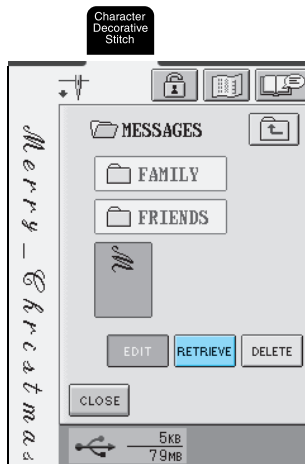 Character
Decorative
Stitch
Merry_Christmas
MESSAGES
FAMILY
FRIENDS
M
EDIT
RETRIEVE
DELETE
CLOSE
5KB
79MB